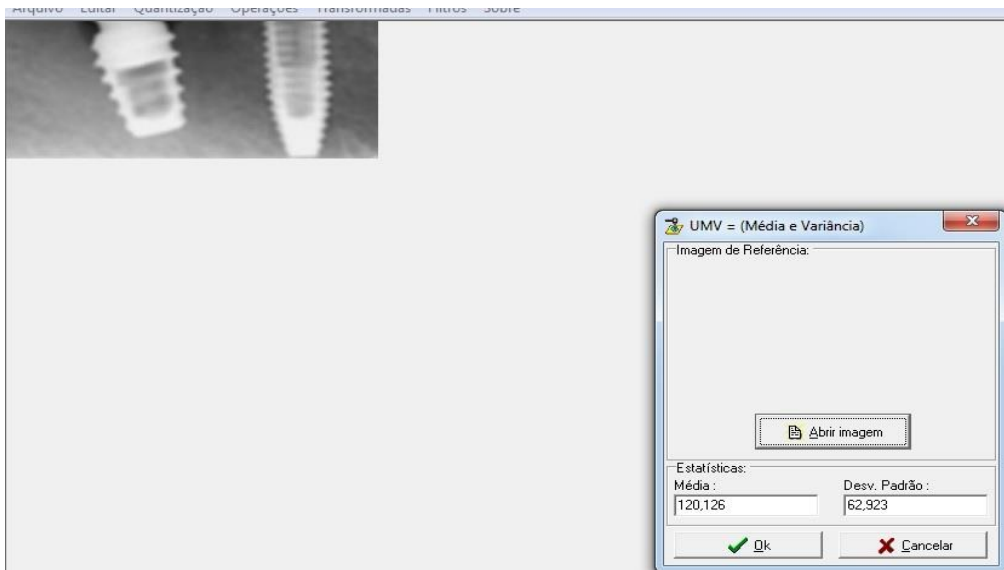 Arquivo Editar Quantização Operações Transformadas Filtros Sobre
UMV = (Média e Variância)
Imagem de Referência:
Abrir imagem
Estatísticas:
Média : Desv. Padrão :
120,126 62,923
Ok Cancelar